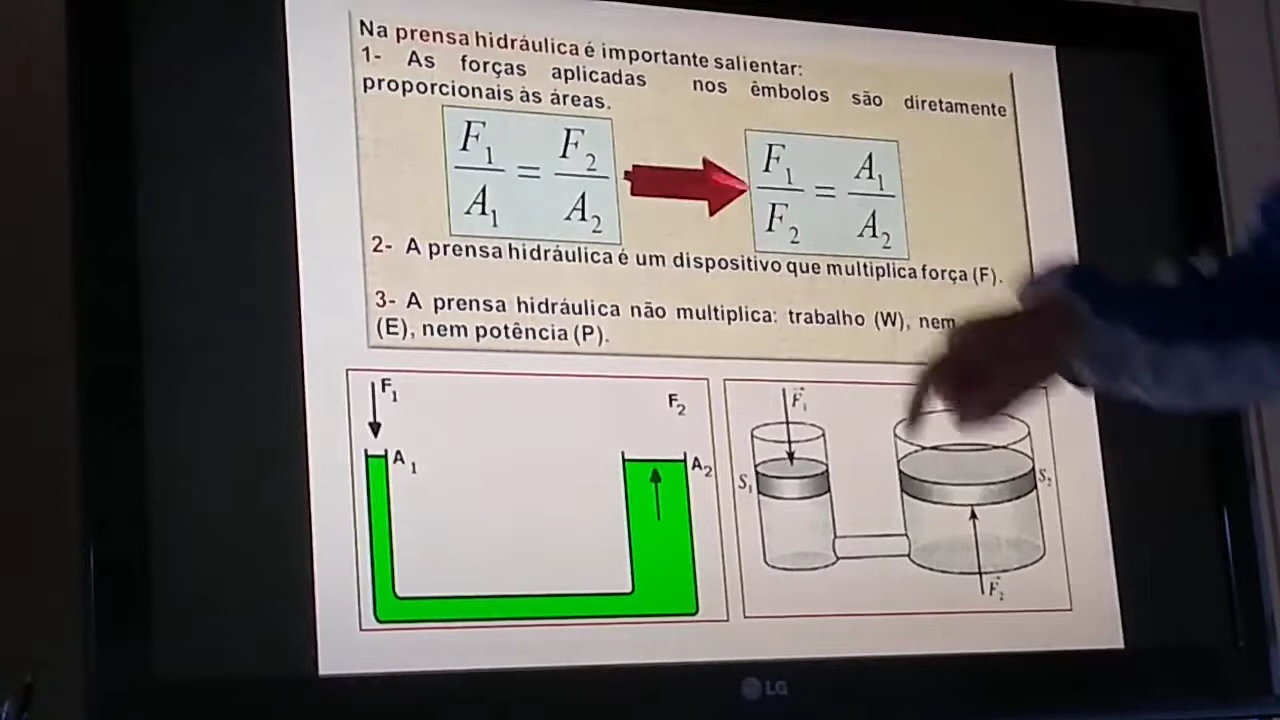 Na prensa hidráulica é importante salientar:
1- As forças aplicadas nos êmbolos são diretamente
proporcionais às áreas.
F1/A1 = F2/A2
F1/F2 = A1/A2
2- A prensa hidráulica é um dispositivo que multiplica força (F).
3- A prensa hidráulica não multiplica: trabalho (W), nem
(E), nem potência (P).
F1
A1
F2
A2
F1
S1
S2
F2
LG